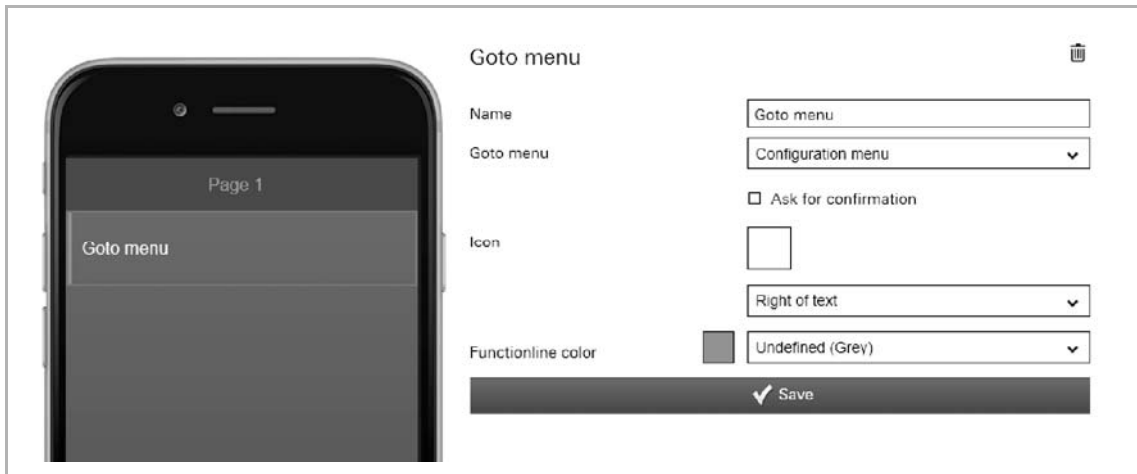 Page 1
Goto menu
Goto menu
Name
Goto menu
Goto menu
Configuration menu
Ask for confirmation
Icon
Right of text
Functionline color
Undefined (Grey)
Save